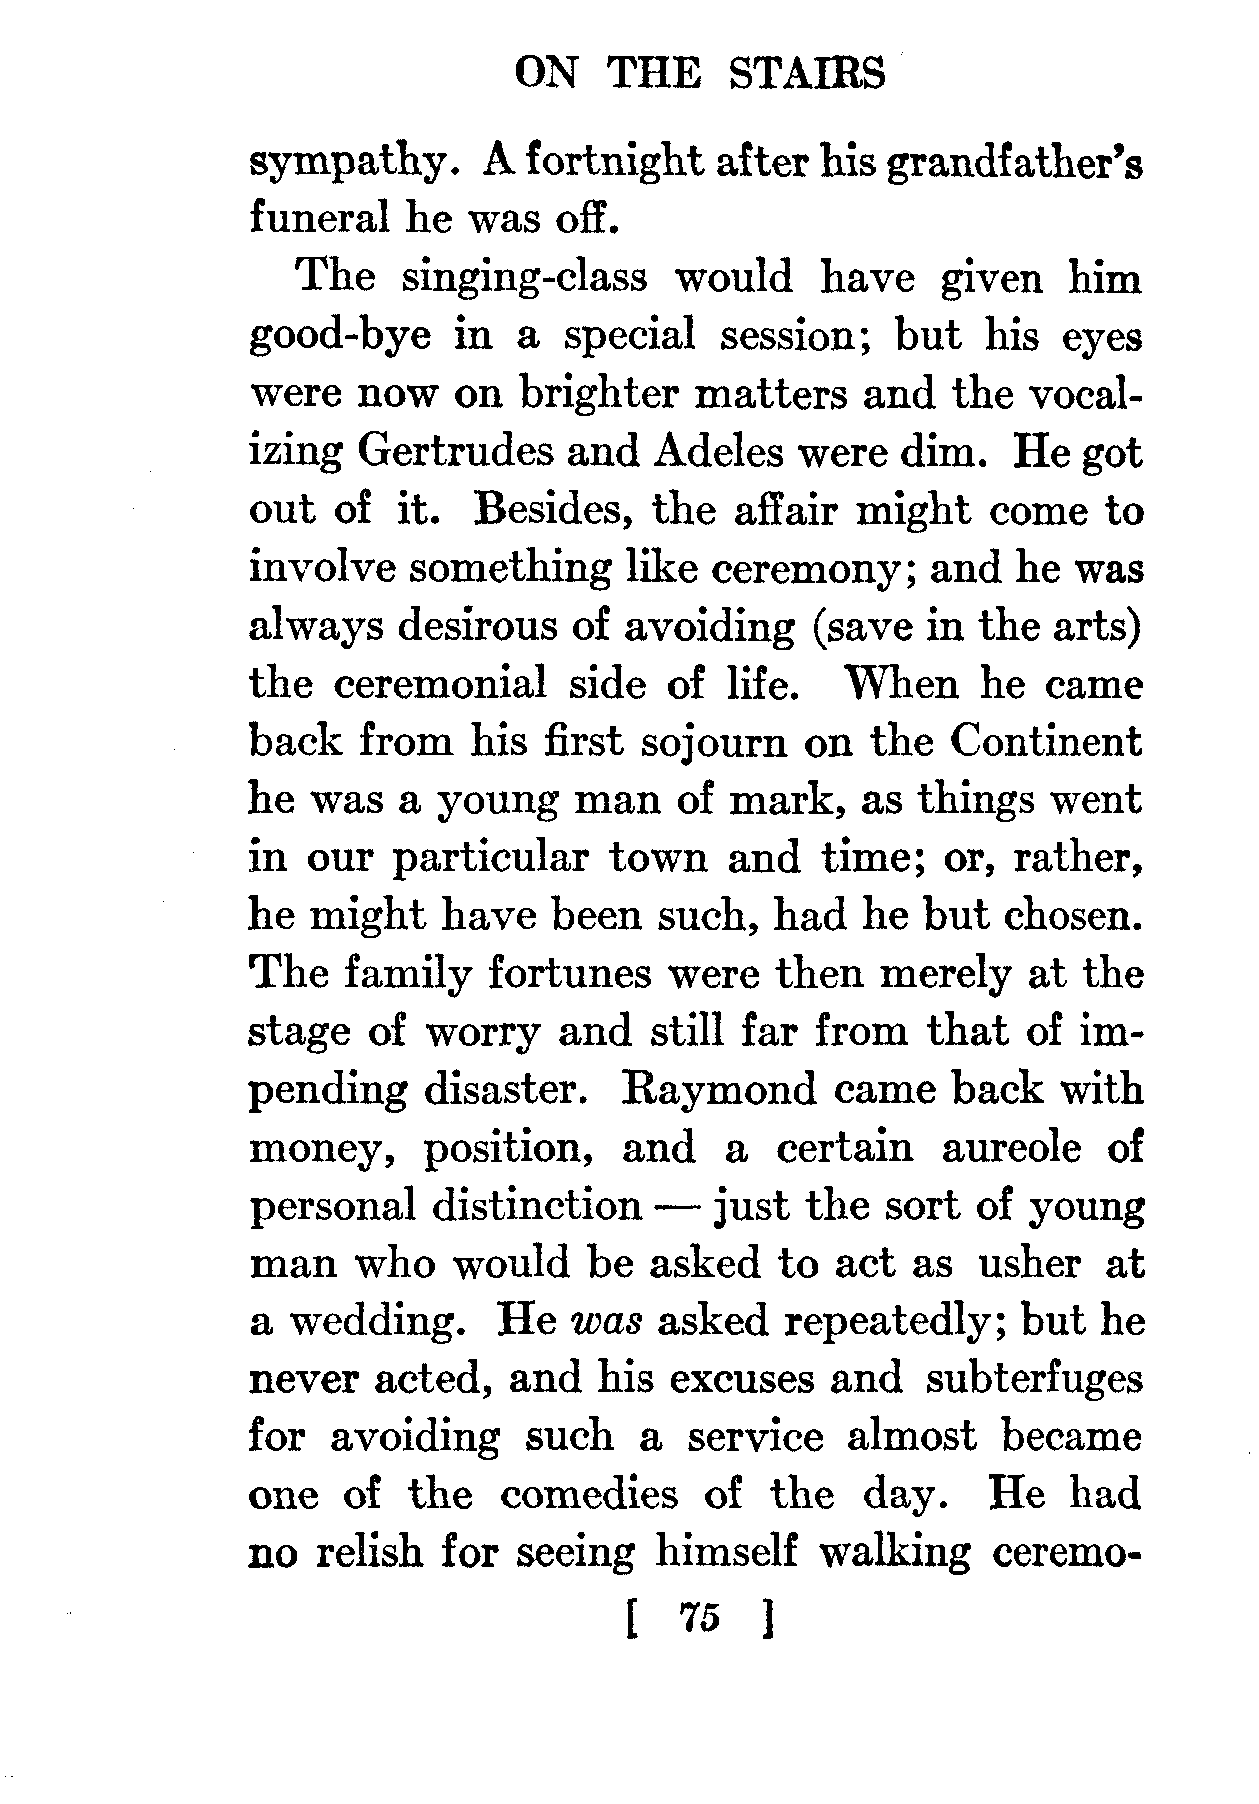 ON THE STAIRS
sympathy. A fortnight after his grandfather's
funeral he was off.
The singing-class would have given him
good-bye in a special session; but his eyes
were now on brighter matters and the vocal-
izing Gertrudes and Adeles were dim. He got
out of it. Besides, the affair might come to
involve something like ceremony; and he was
always desirous of avoiding (save in the arts)
the ceremonial side of life. When he came
back from his first sojourn on the Continent
he was a young man of mark, as things went
in our particular town and time; or, rather,
he might have been such, had he but chosen.
The family fortunes were then merely at the
stage of worry and still far from that of im-
pending disaster. Raymond came back with
money, position, and a certain aureole of
personal distinction — just the sort of young
man who would be asked to act as usher at
a wedding. He was asked repeatedly; but he
never acted, and his excuses and subterfuges
for avoiding such a service almost became
one of the comedies of the day. He had
no relish for seeing himself walking ceremo-
[ 75 ]